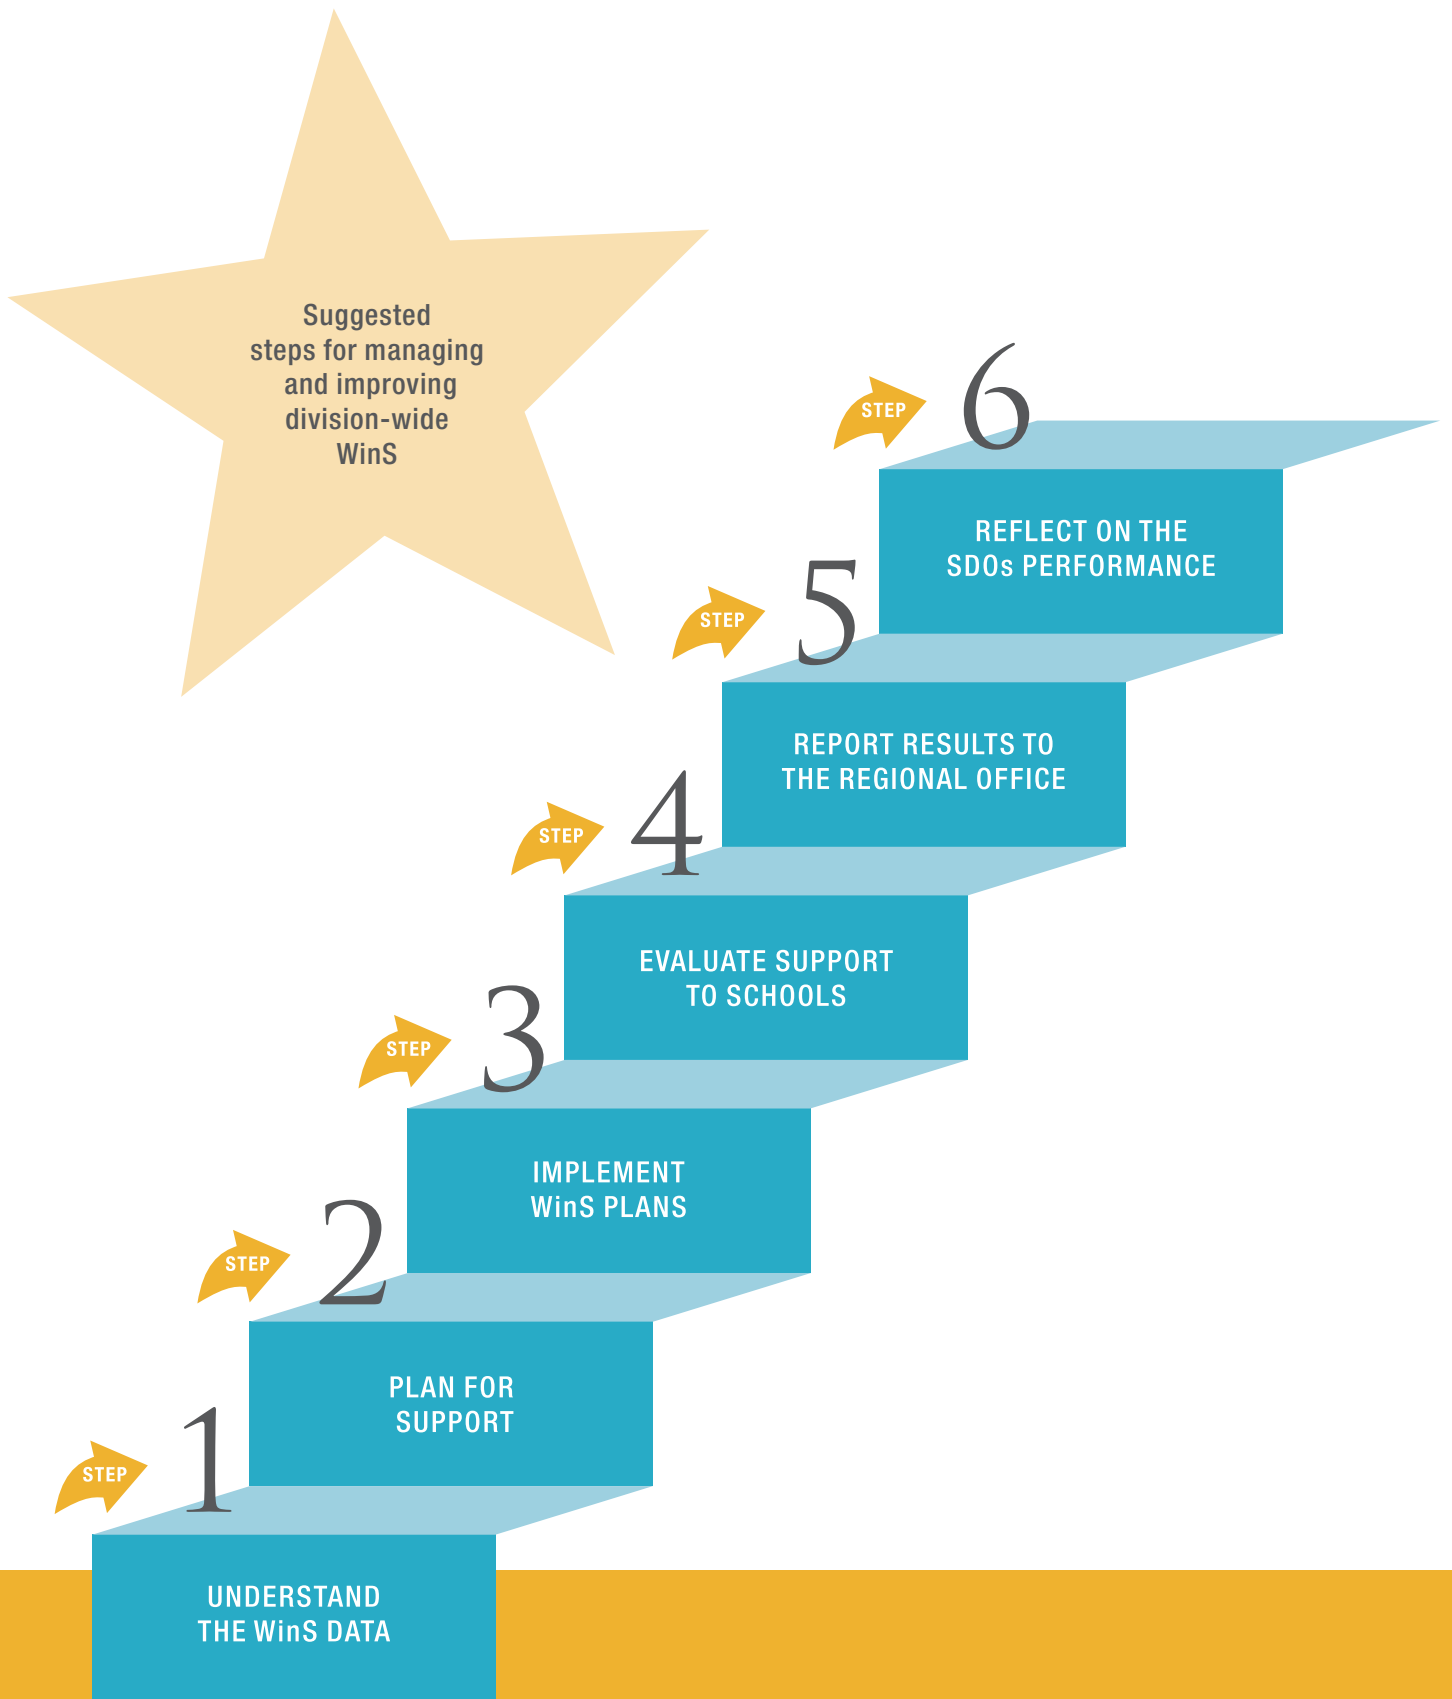 Suggested
steps for managing
and improving
division-wide
WinS
STEP 6
REFLECT ON THE
SDOs PERFORMANCE
STEP 5
REPORT RESULTS TO
THE REGIONAL OFFICE
STEP 4
EVALUATE SUPPORT
TO SCHOOLS
STEP 3
IMPLEMENT
WinS PLANS
STEP 2
PLAN FOR
SUPPORT
STEP 1
UNDERSTAND
THE WinS DATA